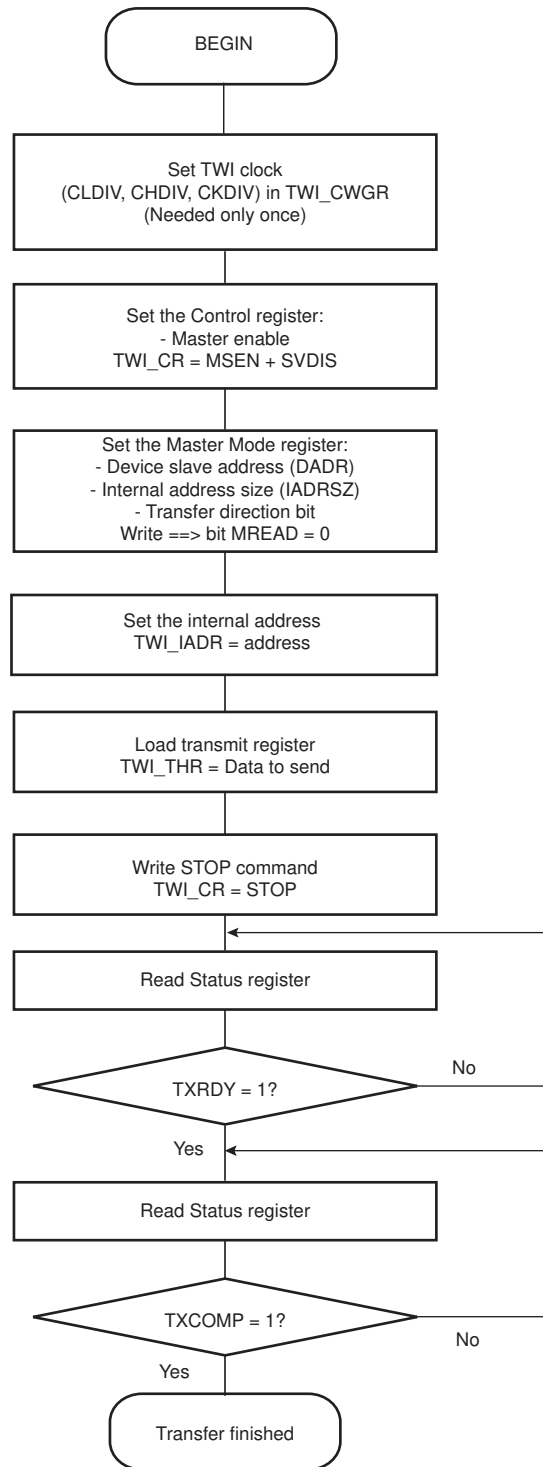 BEGIN
Set TWI clock
(CLDIV, CHDIV, CKDIV) in TWI_CWGR
(Needed only once)
Set the Control register:
- Master enable
TWI_CR = MSEN + SVDIS
Set the Master Mode register:
- Device slave address (DADR)
- Internal address size (IADRSZ)
- Transfer direction bit
Write ==> bit MREAD = 0
Set the internal address
TWI_IADR = address
Load transmit register
TWI_THR = Data to send
Write STOP command
TWI_CR = STOP
Read Status register
TXRDY = 1?
No
Yes
Read Status register
TXCOMP = 1?
No
Yes
Transfer finished